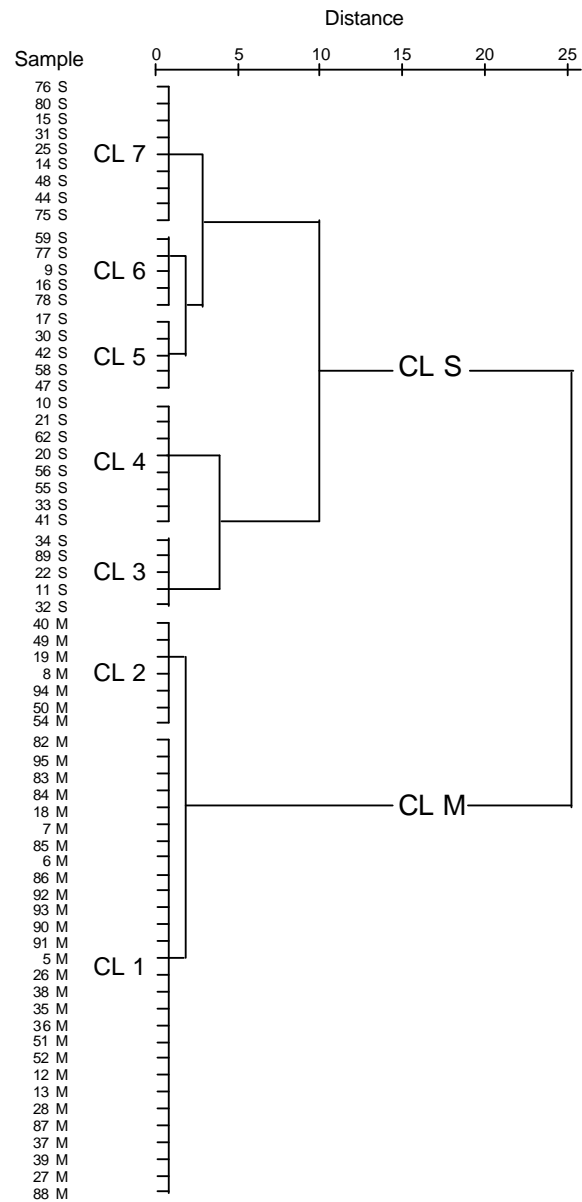 Distance
Sample
0 5 10 15 20 25
76 S
80 S
15 S
31 S
25 S
14 S
CL 7
48 S
44 S
75 S
59 S
77 S
9 S
CL 6
16 S
78 S
17 S
30 S
42 S
CL 5
58 S
CL S
47 S
10 S
21 S
62 S
20 S
CL 4
56 S
55 S
33 S
41 S
34 S
89 S
22 S
CL 3
11 S
32 S
40 M
49 M
19 M
8 M
CL 2
94 M
50 M
54 M
82 M
95 M
83 M
84 M
CL M
18 M
7 M
85 M
6 M
86 M
92 M
93 M
90 M
91 M
5 M
CL 1
26 M
38 M
35 M
36 M
51 M
52 M
12 M
13 M
28 M
87 M
37 M
39 M
27 M
88 M